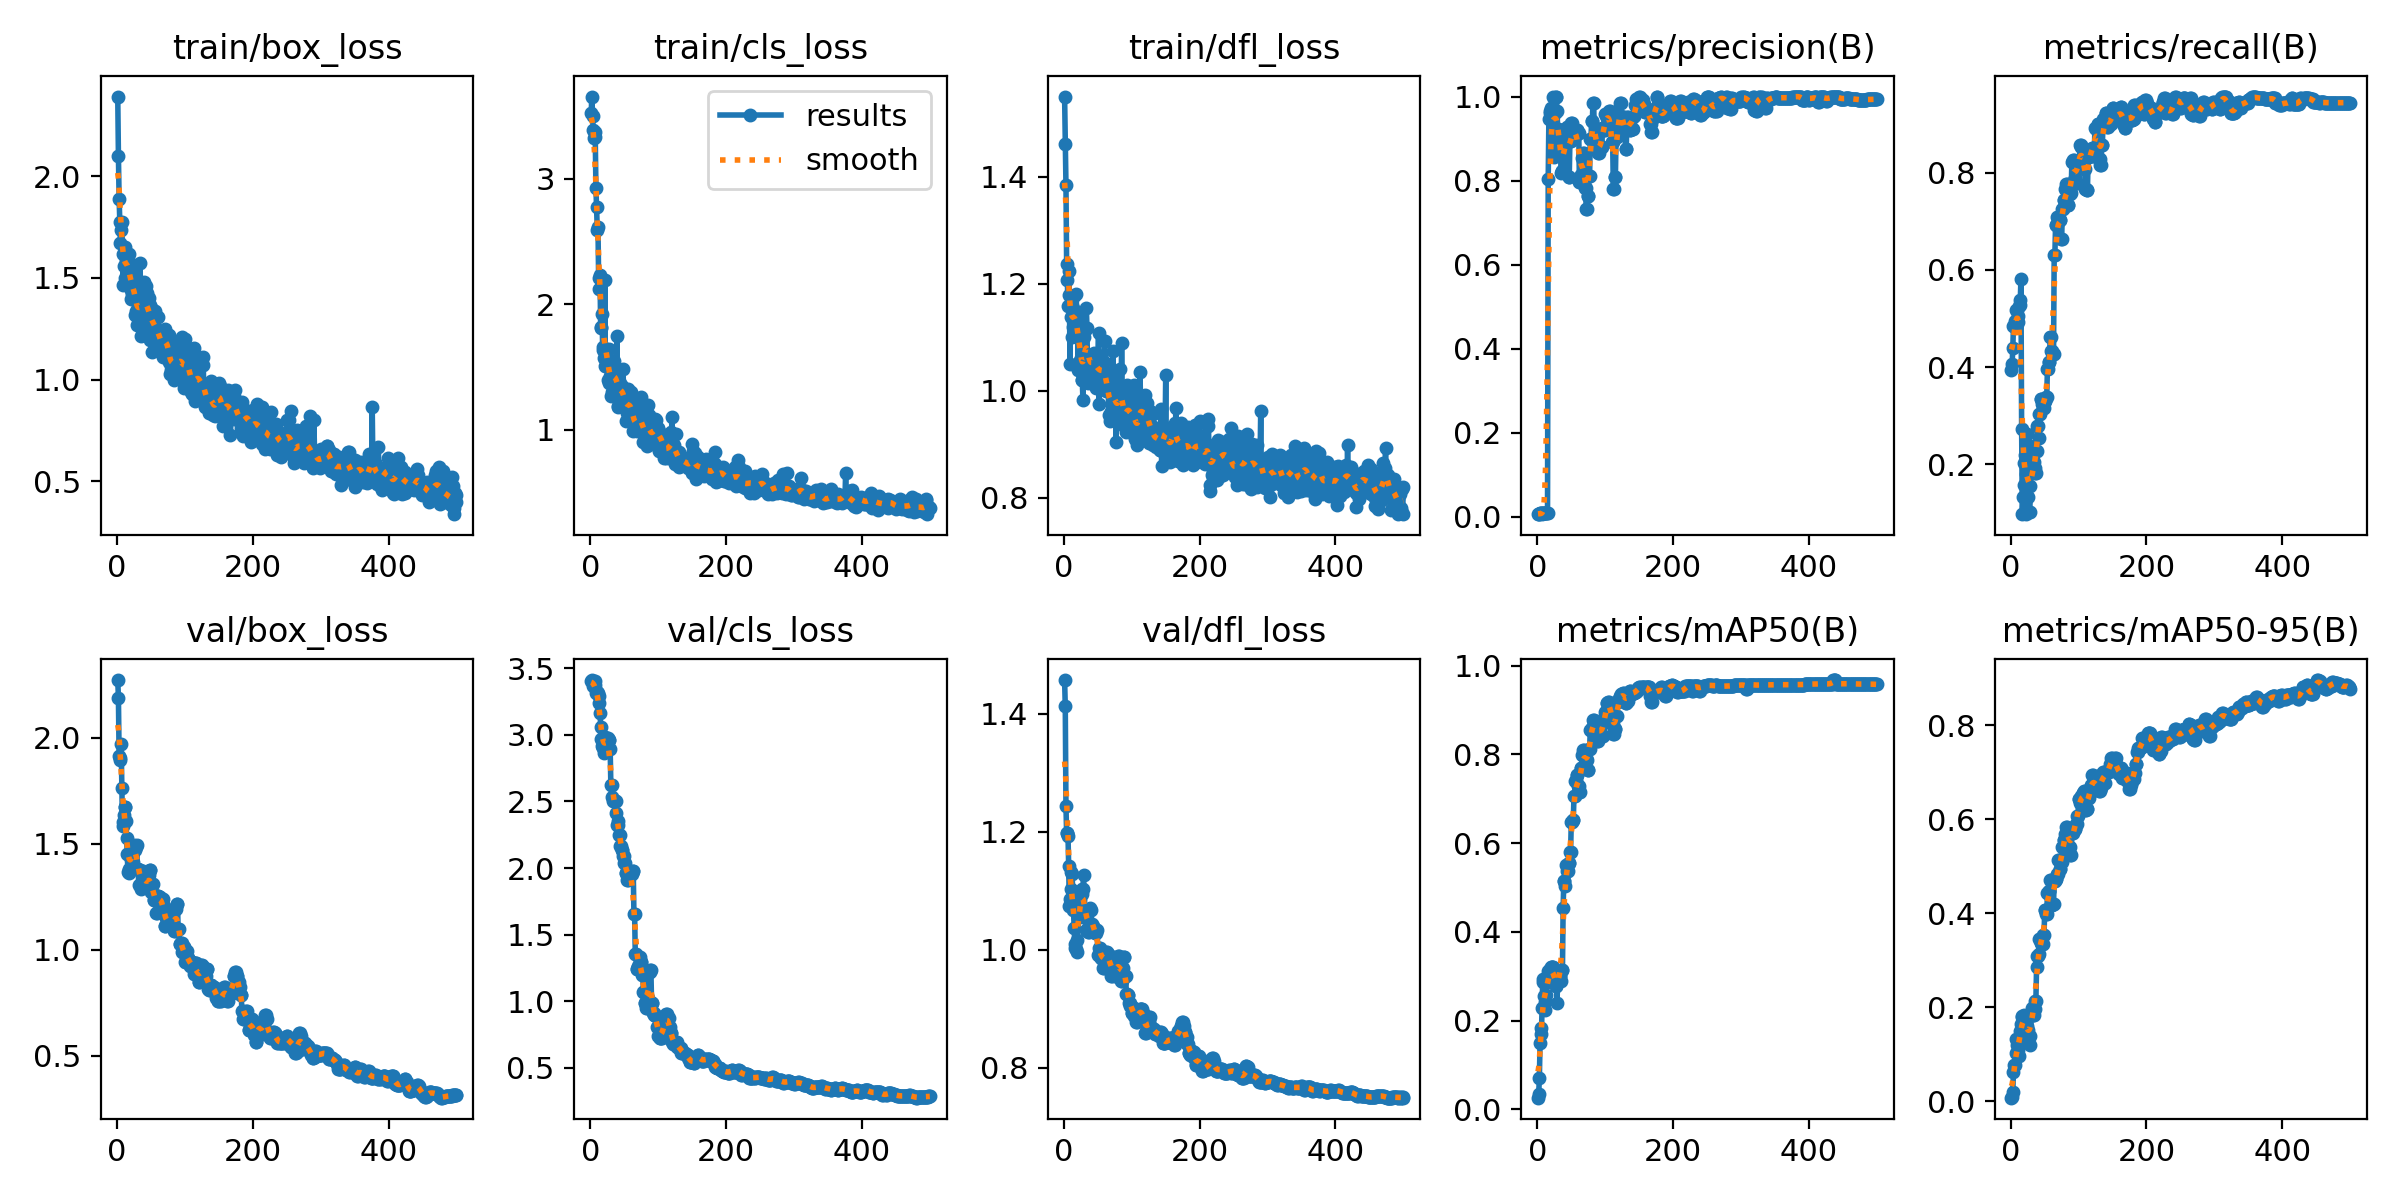 train/box_loss
2.0
1.5
1.0
0.5
0 200 400
train/cls_loss
results
smooth
3
2
1
0 200 400
train/dfl_loss
1.4
1.2
1.0
0.8
0 200 400
metrics/precision(B)
1.0
0.8
0.6
0.4
0.2
0.0
0 200 400
metrics/recall(B)
0.8
0.6
0.4
0.2
0 200 400
val/box_loss
2.0
1.5
1.0
0.5
0 200 400
val/cls_loss
3.5
3.0
2.5
2.0
1.5
1.0
0.5
0 200 400
val/dfl_loss
1.4
1.2
1.0
0.8
0 200 400
metrics/mAP50(B)
1.0
0.8
0.6
0.4
0.2
0.0
0 200 400
metrics/mAP50-95(B)
0.8
0.6
0.4
0.2
0.0
0 200 400